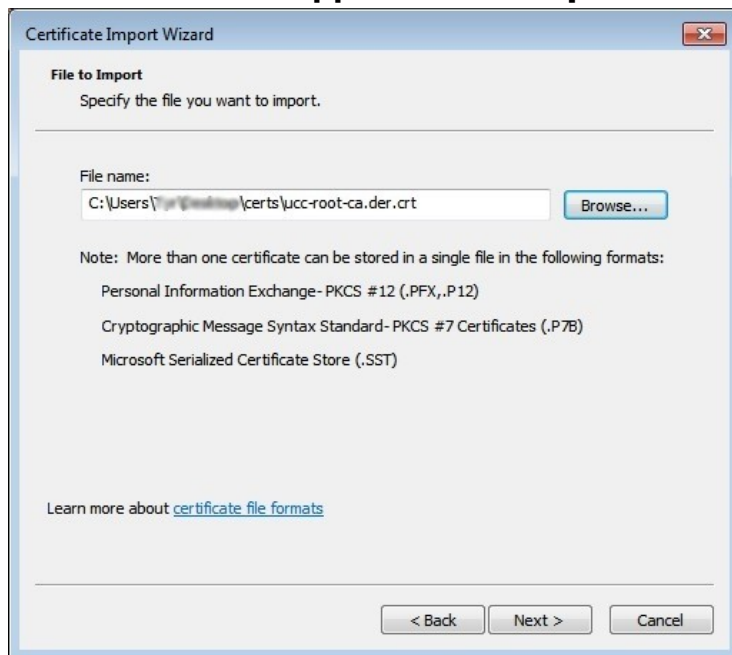 Certificate Import Wizard
File to Import
Specify the file you want to import.
File name:
C:\Users\ \certs\ucc-root-ca.der.crt
Browse...
Note: More than one certificate can be stored in a single file in the following formats:
Personal Information Exchange- PKCS #12 (.PFX,.P12)
Cryptographic Message Syntax Standard- PKCS #7 Certificates (.P7B)
Microsoft Serialized Certificate Store (.SST)
Learn more about certificate file formats
< Back Next > Cancel